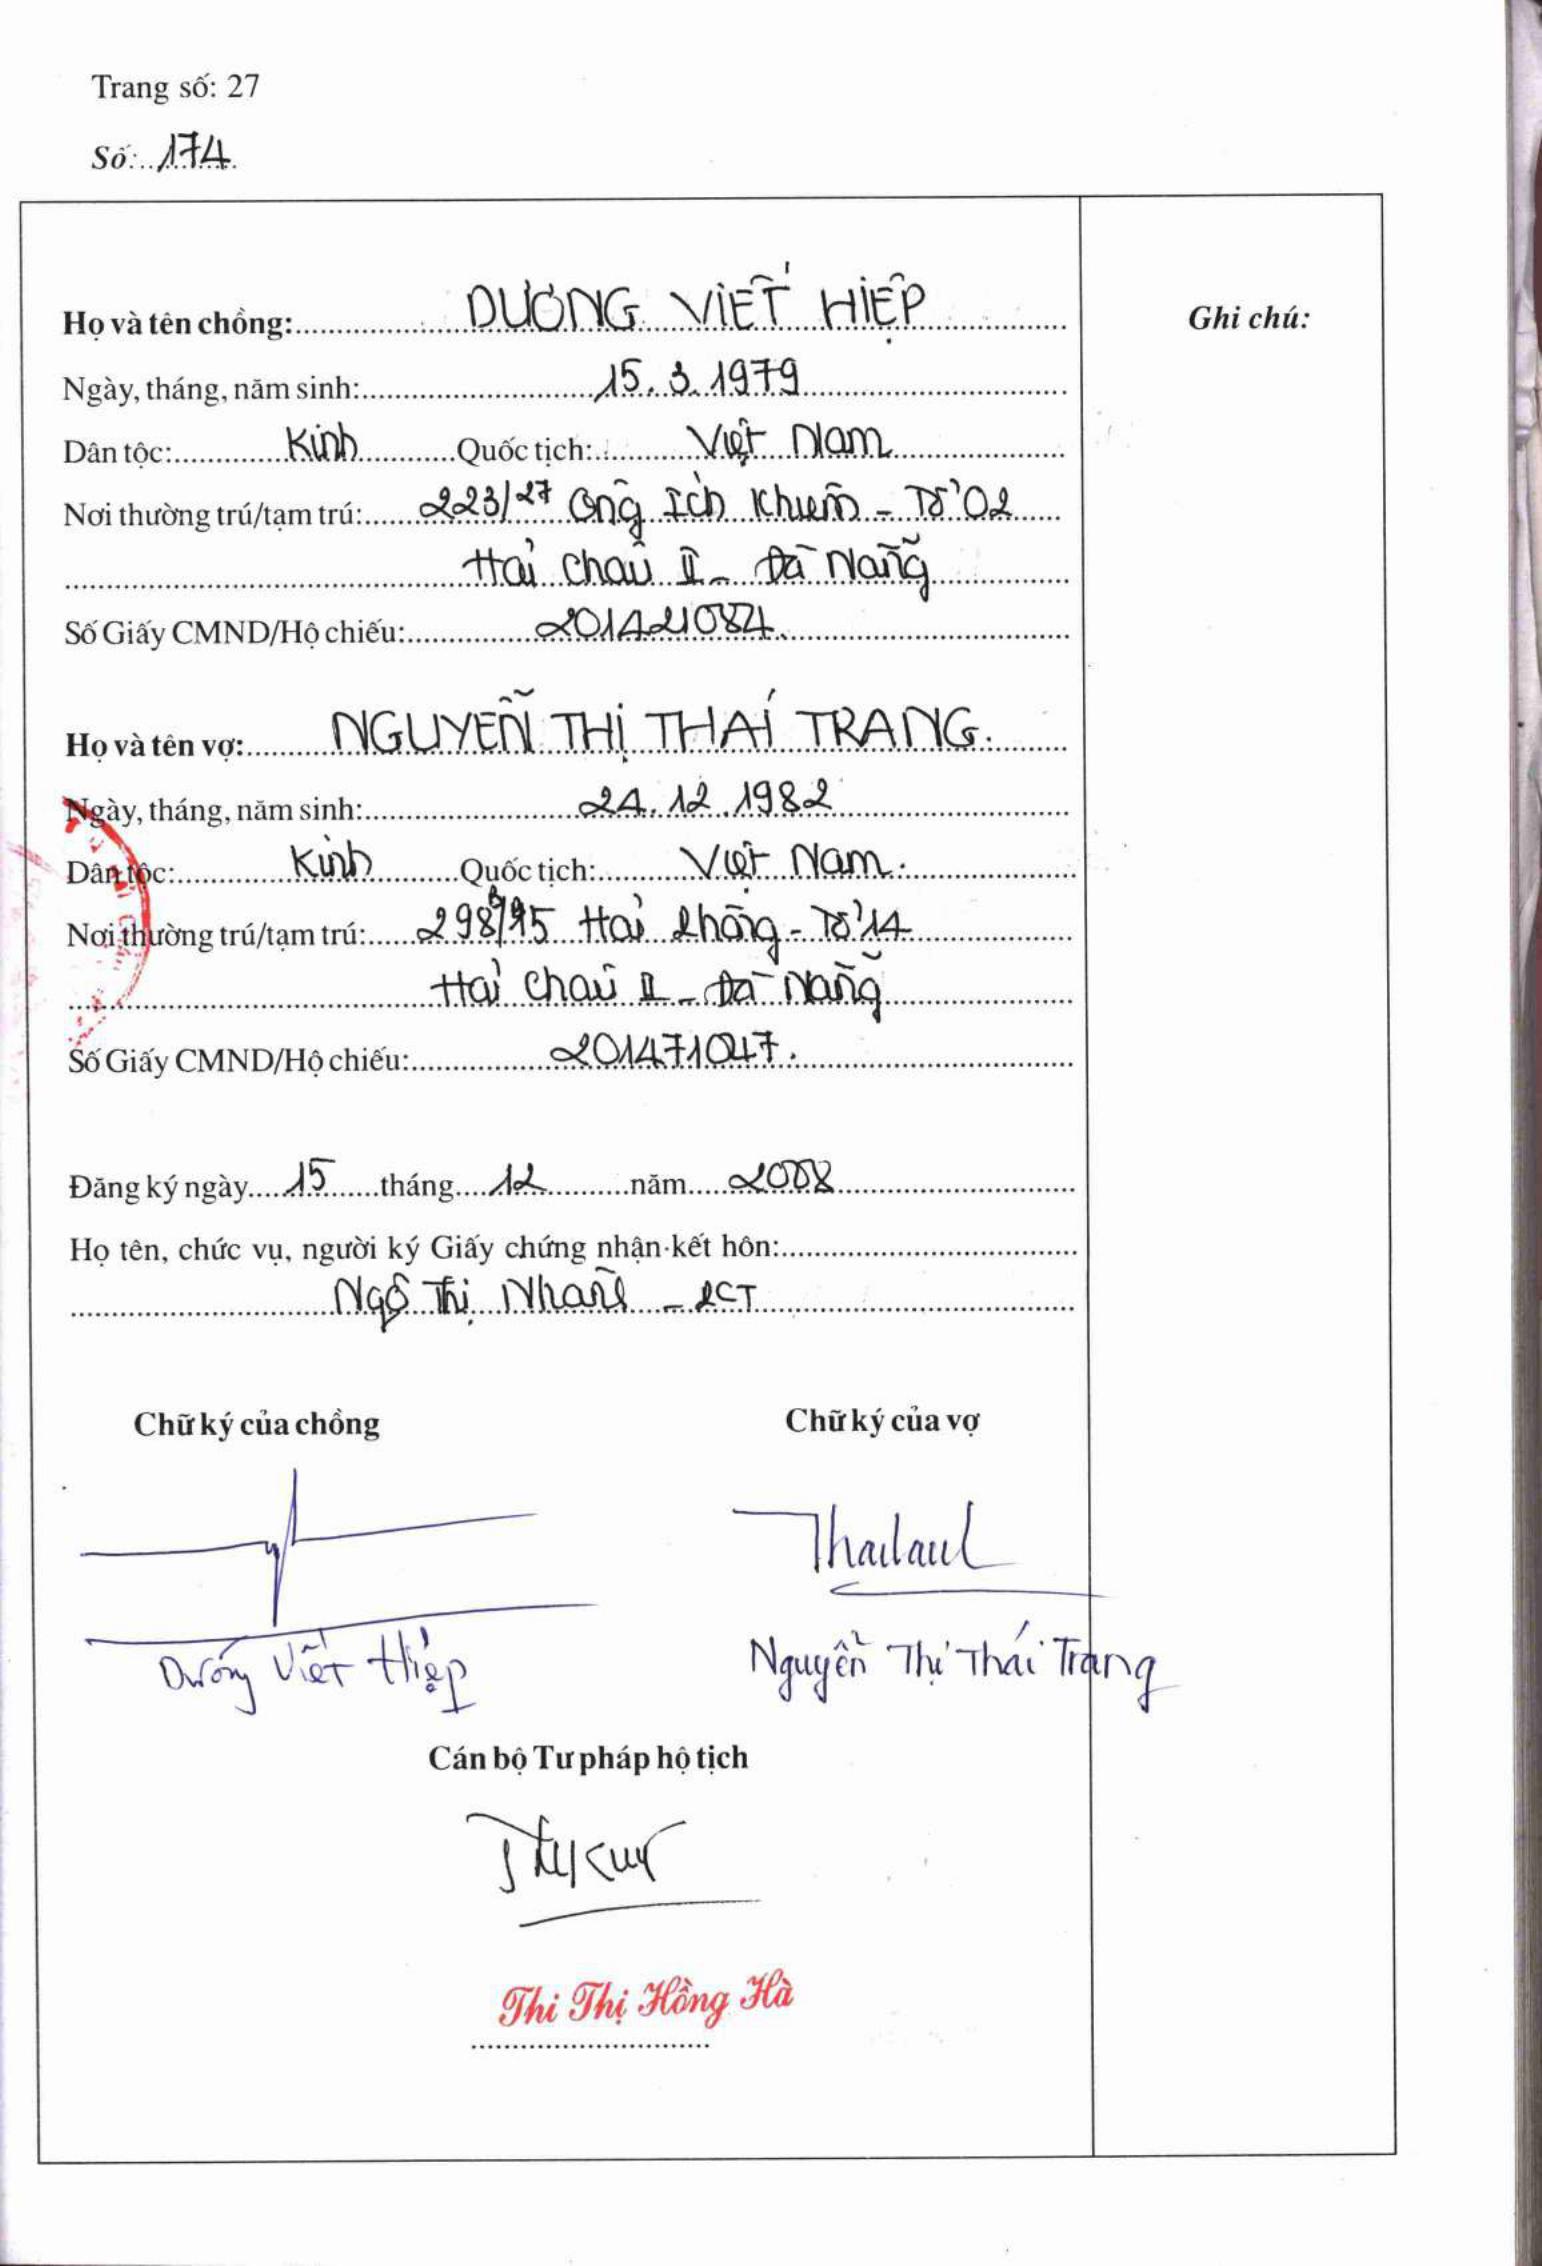 Trang số: 27
Số: 174
Họ và tên chồng: DƯƠNG VIẾT HIỆP
Ghi chú:
Ngày, tháng, năm sinh: 15.3.1979
Dân tộc: Kinh Quốc tịch: Việt Nam
Nơi thường trú/tạm trú: 223/27 Ông Ích Khiêm - Tổ 02
Hải Châu II - Đà Nẵng
Số Giấy CMND/Hộ chiếu: 201421084
Họ và tên vợ: NGUYỄN THỊ THÁI TRANG.
Ngày, tháng, năm sinh: 24.12.1982
Dân tộc: Kinh Quốc tịch: Việt Nam.
Nơi thường trú/tạm trú: Hải Phòng - Tổ 14
Hải Châu II - Đà Nẵng
Số Giấy CMND/Hộ chiếu: 201471047.
Đăng ký ngày 15 tháng 12 năm 2008
Họ tên, chức vụ, người ký Giấy chứng nhận kết hôn:
Ngô Thị - PCT
Chữ ký của chồng
Chữ ký của vợ
Dương Viết Hiệp
Nguyễn Thị Thái Trang
Cán bộ Tư pháp hộ tịch
Thi Thị Hồng Hà